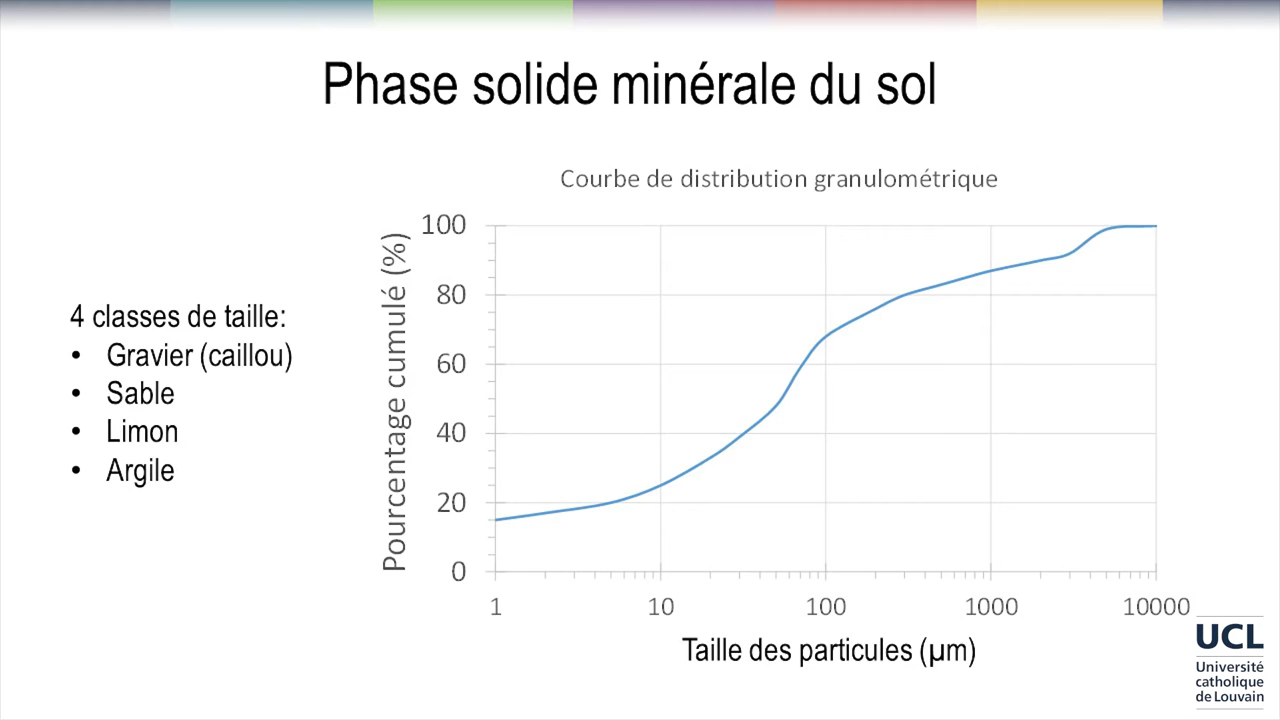 Phase solide minérale du sol
4 classes de taille:
• Gravier (caillou)
• Sable
• Limon
• Argile
Courbe de distribution granulométrique
Pourcentage cumulé (%)
100
80
60
40
20
0
1 10 100 1000 10000
Taille des particules (µm)
UCL
Université
catholique
de Louvain